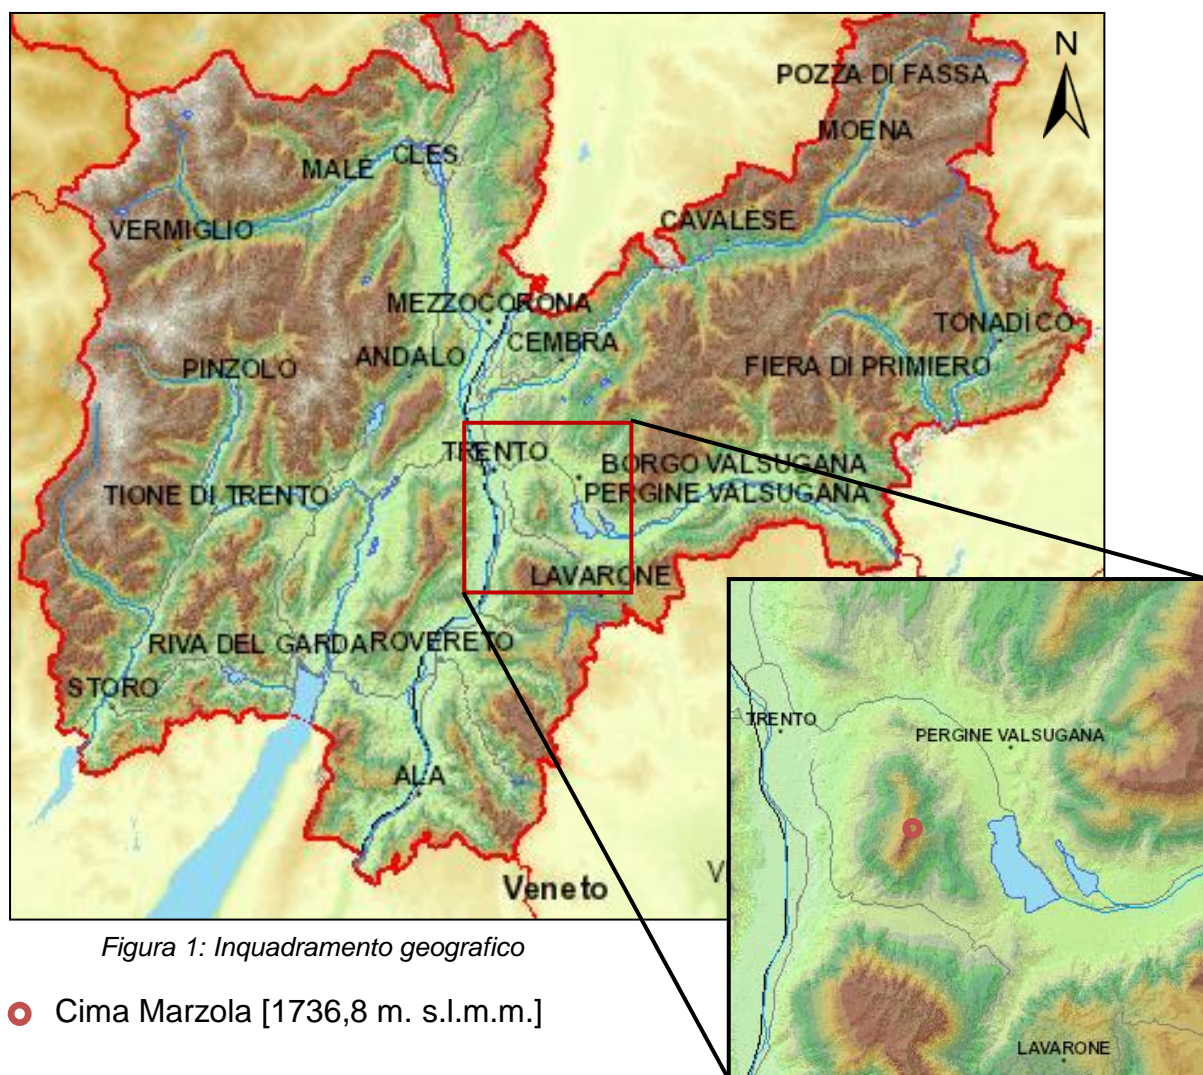 N
POZZA DI FASSA
MOENA
MALÈ
CLES
CAVALESE
VERMIGLIO
MEZZOCORONA
TONADICO
CEMBRA
ANDALO
PINZOLO
FIERA DI PRIMIERO
TRENTO
BORGO VALSUGANA
PERGINE VALSUGANA
TIONE DI TRENTO
LAVARONE
RIVA DEL GARDA
ROVERETO
STORO
ALA
Veneto
V
TRENTO
PERGINE VALSUGANA
LAVARONE
Figura 1: Inquadramento geografico
Cima Marzola [1736,8 m. s.l.m.m.]